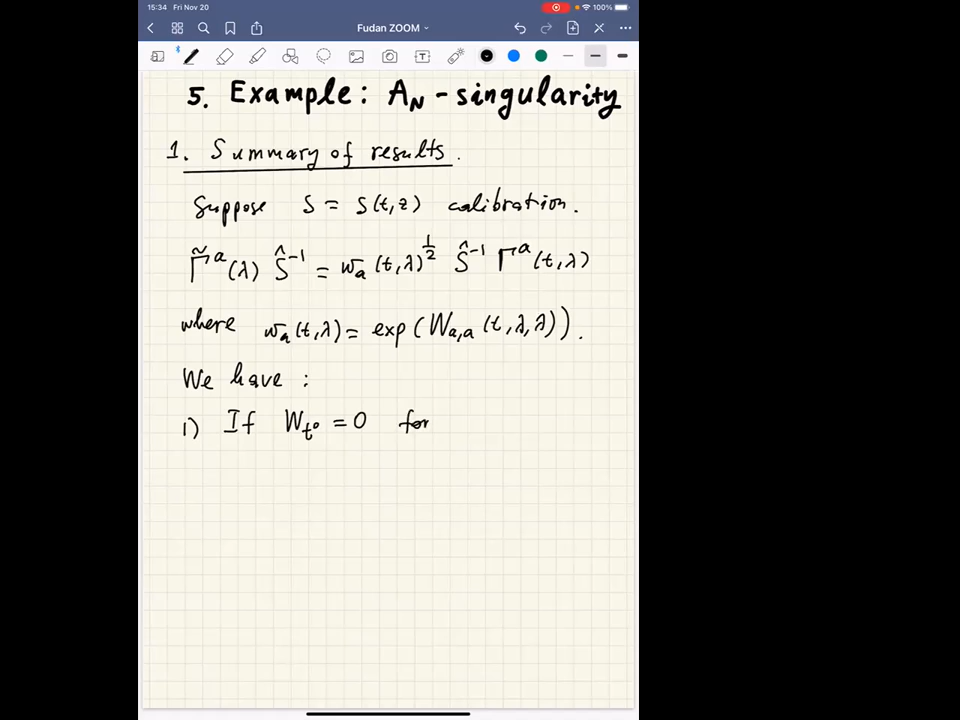 15:34 Fri Nov 20 100%
Fudan ZOOM
5. Example: A_N - singularity
1. Summary of results.
Suppose S = S(t,z) calibration.
Γ̃^a(λ) Ŝ^{-1} = w_a(t,λ)^{1/2} Ŝ^{-1} Γ^a(t,λ)
where w_a(t,λ) = exp(W_{a,a}(t,λ,λ)).
We have :
1) If W_{t°} = 0 for